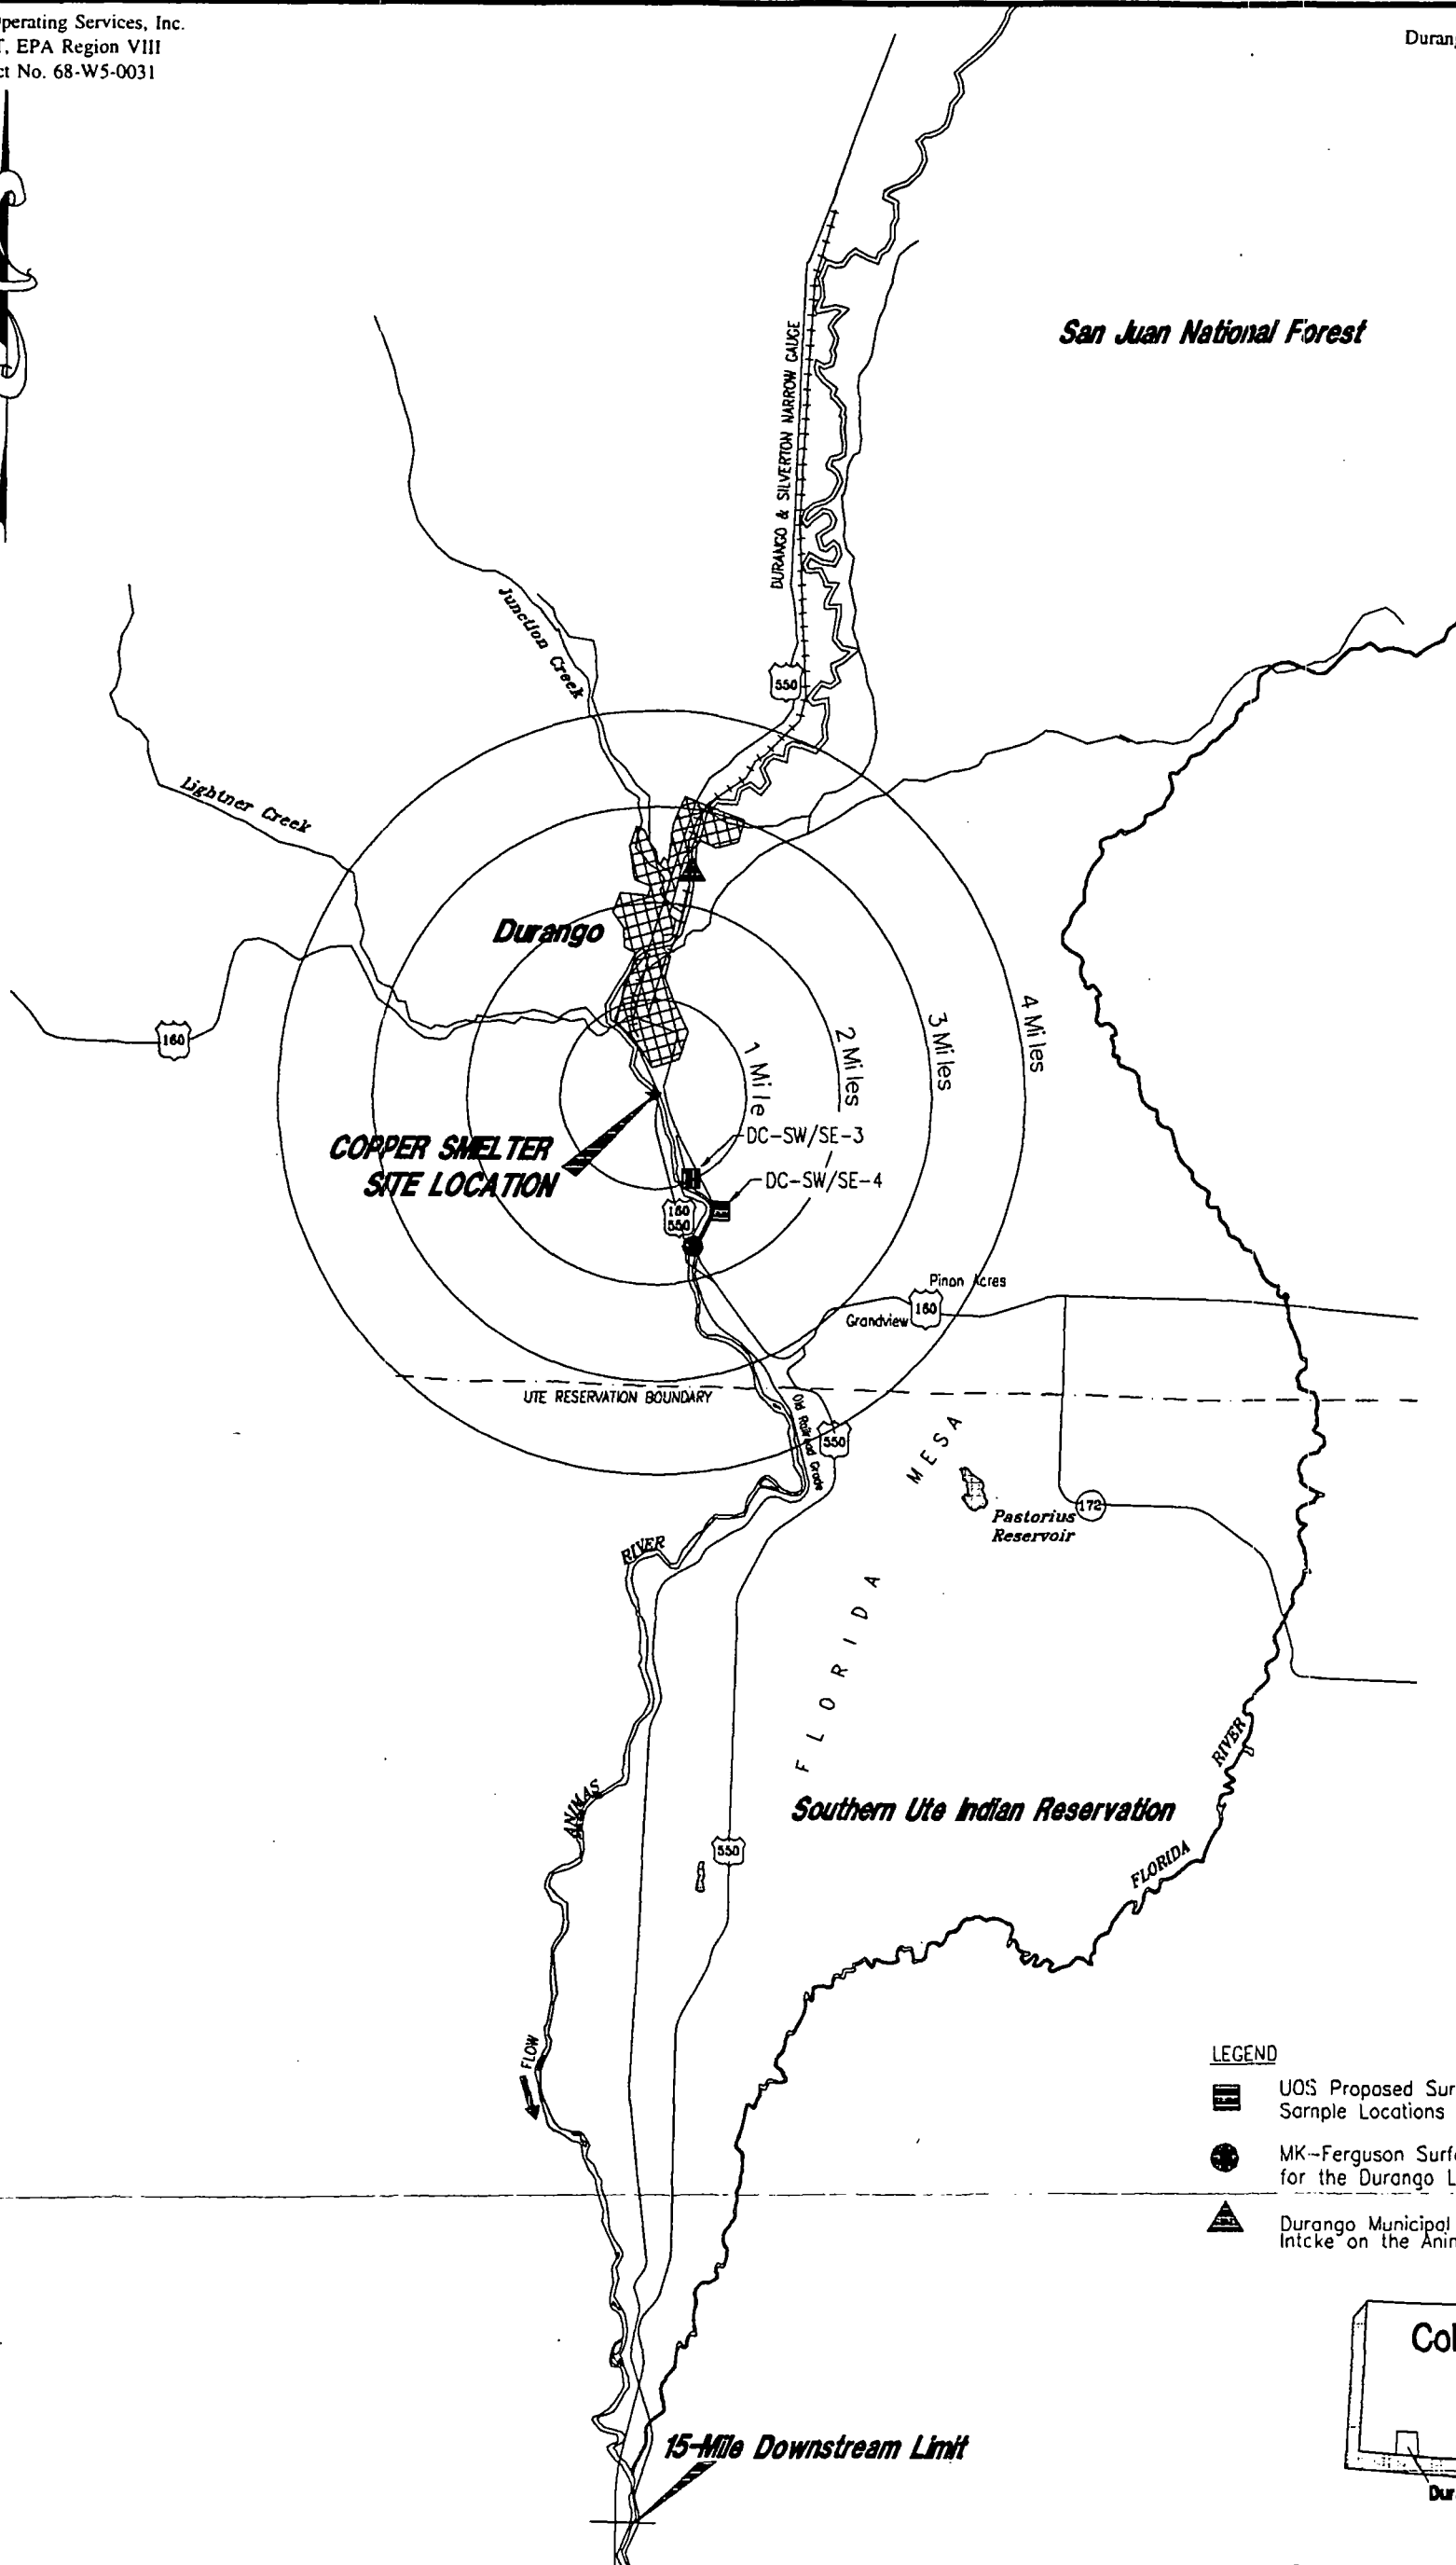 perating Services, Inc.
, EPA Region VIII
ct No. 68-W5-0031
Duran
San Juan National Forest
DURANGO & SILVERTON NARROW GAUGE
Junction Creek
550
Lightner Creek
Durango
160
1 Mile
2 Miles
3 Miles
4 Miles
COPPER SMELTER
SITE LOCATION
DC-SW/SE-3
DC-SW/SE-4
160
550
Pinon Acres
160
Grandview
UTE RESERVATION BOUNDARY
Old Railroad Grade
550
MESA
172
Pastorius
Reservoir
RIVER
FLORIDA
RIVER
ANIMAS
Southern Ute Indian Reservation
550
FLORIDA
FLOW
LEGEND
UOS Proposed Sur
Sample Locations
MK-Ferguson Surf
for the Durango L
Durango Municipal
Intcke on the Ani
Col
15-Mile Downstream Limit
Dur